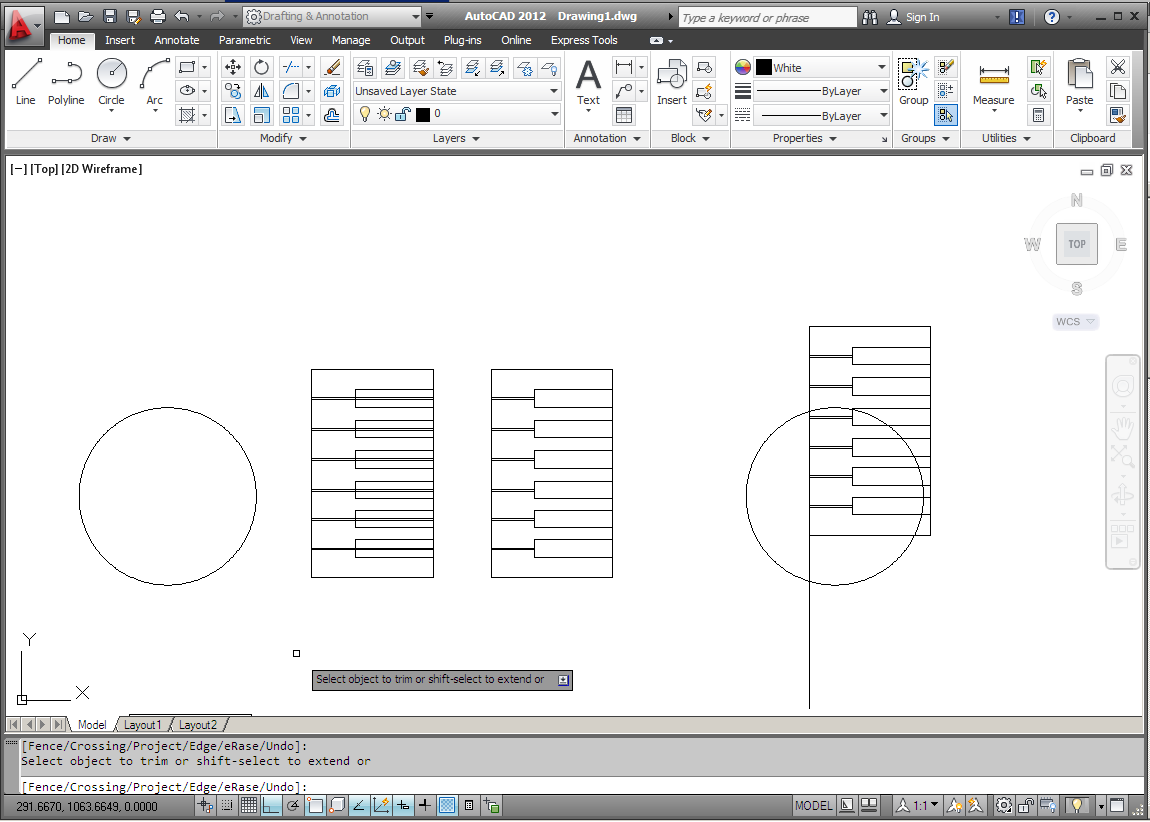 Drafting & Annotation
AutoCAD 2012 Drawing1.dwg
Type a keyword or phrase
Sign In
Home Insert Annotate Parametric View Manage Output Plug-ins Online Express Tools
Line Polyline Circle Arc
Draw
Modify
Unsaved Layer State
0
Layers
Text
Annotation
Insert
Block
White
ByLayer
ByLayer
Properties
Group
Groups
Measure
Utilities
Paste
Clipboard
[−] [Top] [2D Wireframe]
N
W TOP E
S
WCS
Y
X
Select object to trim or shift-select to extend or
Model Layout1 Layout2
[Fence/Crossing/Project/Edge/eRase/Undo]:
Select object to trim or shift-select to extend or
[Fence/Crossing/Project/Edge/eRase/Undo]:
291.6670, 1063.6649, 0.0000
MODEL
1:1